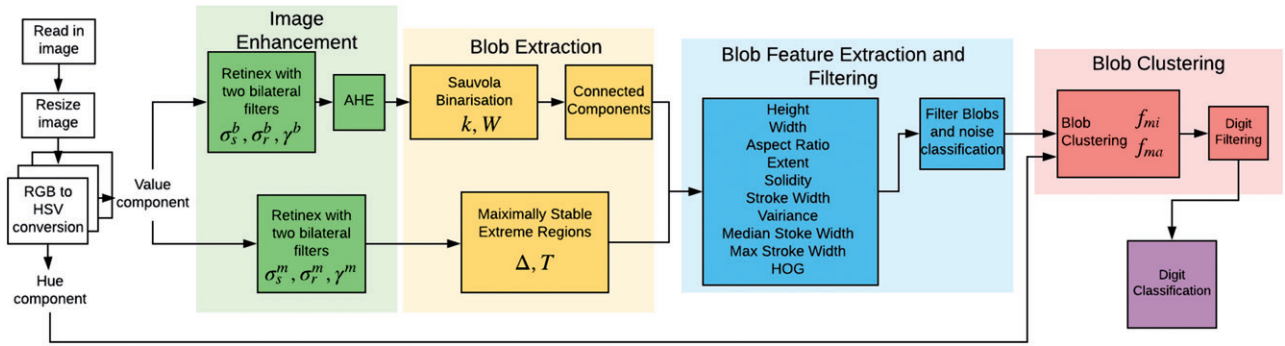 Read in
image
Resize
image
RGB to
HSV
conversion
Hue
component
Value
component
Image
Enhancement
Retinex with
two bilateral
filters
σ_s^b, σ_r^b, γ^b
AHE
Retinex with
two bilateral
filters
σ_s^m, σ_r^m, γ^m
Blob Extraction
Sauvola
Binarisation
k, W
Connected
Components
Maiximally Stable
Extreme Regions
Δ, T
Blob Feature Extraction and
Filtering
Height
Width
Aspect Ratio
Extent
Solidity
Stroke Width
Vairiance
Median Stoke Width
Max Stroke Width
HOG
Filter Blobs
and noise
classification
Blob Clustering
Blob
Clustering
f_mi
f_ma
Digit
Filtering
Digit
Classification